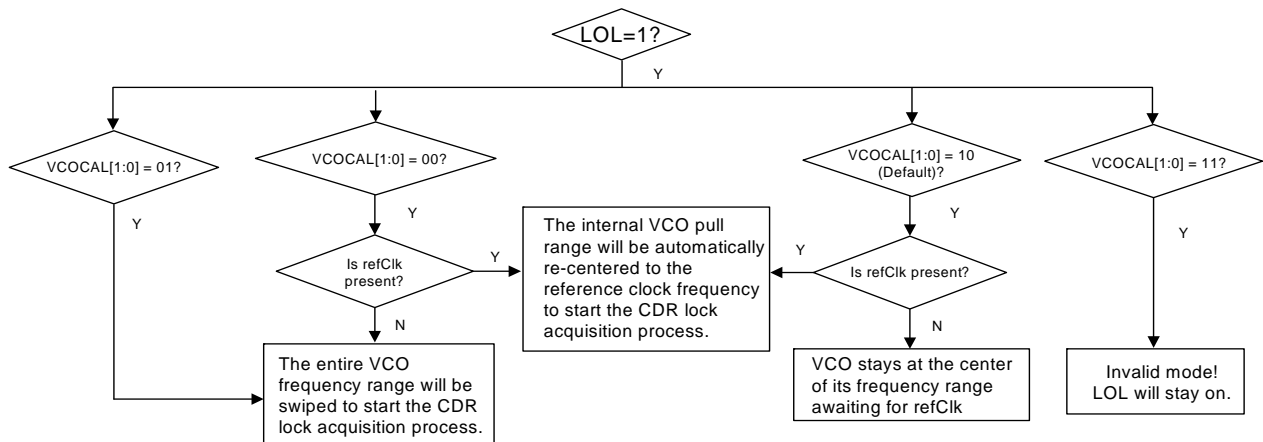 LOL=1?
Y
VCOCAL[1:0] = 01?
VCOCAL[1:0] = 00?
VCOCAL[1:0] = 10
(Default)?
VCOCAL[1:0] = 11?
Y
Y
Y
Y
Is refClk
present?
Y
The internal VCO pull
range will be automatically
re-centered to the
reference clock frequency
to start the CDR lock
acquisition process.
Y
Is refClk present?
N
N
The entire VCO
frequency range will be
swiped to start the CDR
lock acquisition process.
VCO stays at the center
of its frequency range
awaiting for refClk
Invalid mode!
LOL will stay on.